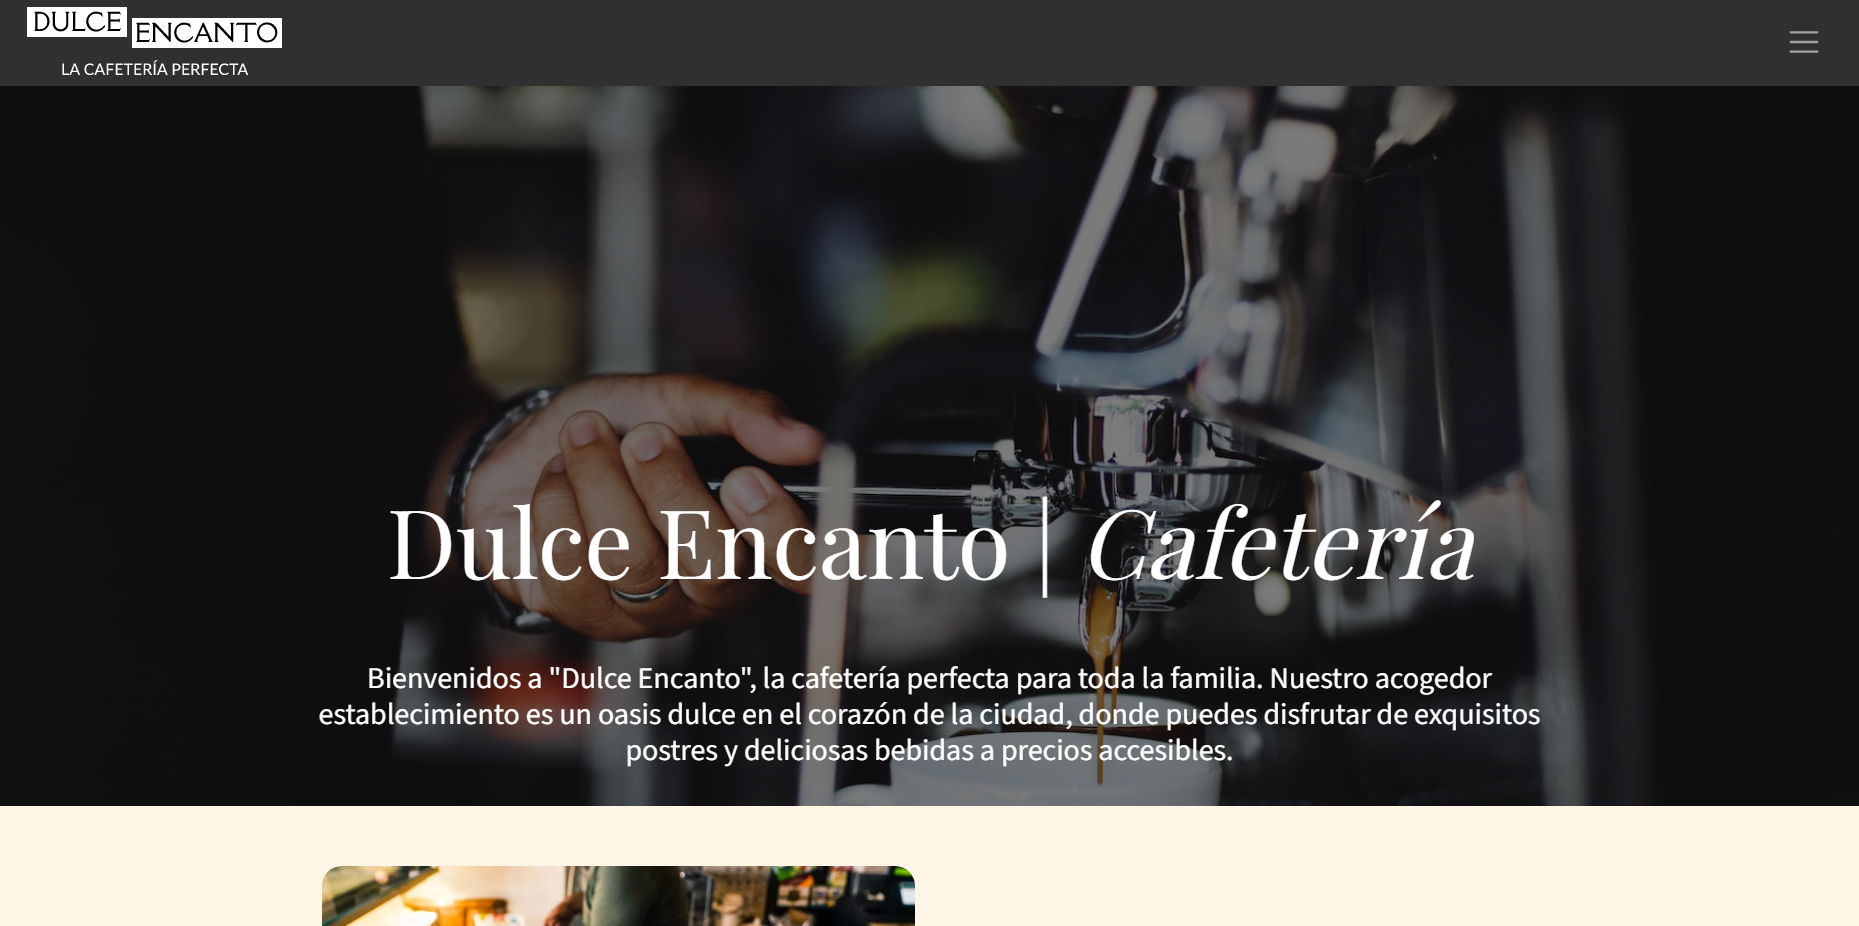 DULCE ENCANTO
LA CAFETERÍA PERFECTA
Dulce Encanto | Cafetería
Bienvenidos a "Dulce Encanto", la cafetería perfecta para toda la familia. Nuestro acogedor
establecimiento es un oasis dulce en el corazón de la ciudad, donde puedes disfrutar de exquisitos
postres y deliciosas bebidas a precios accesibles.